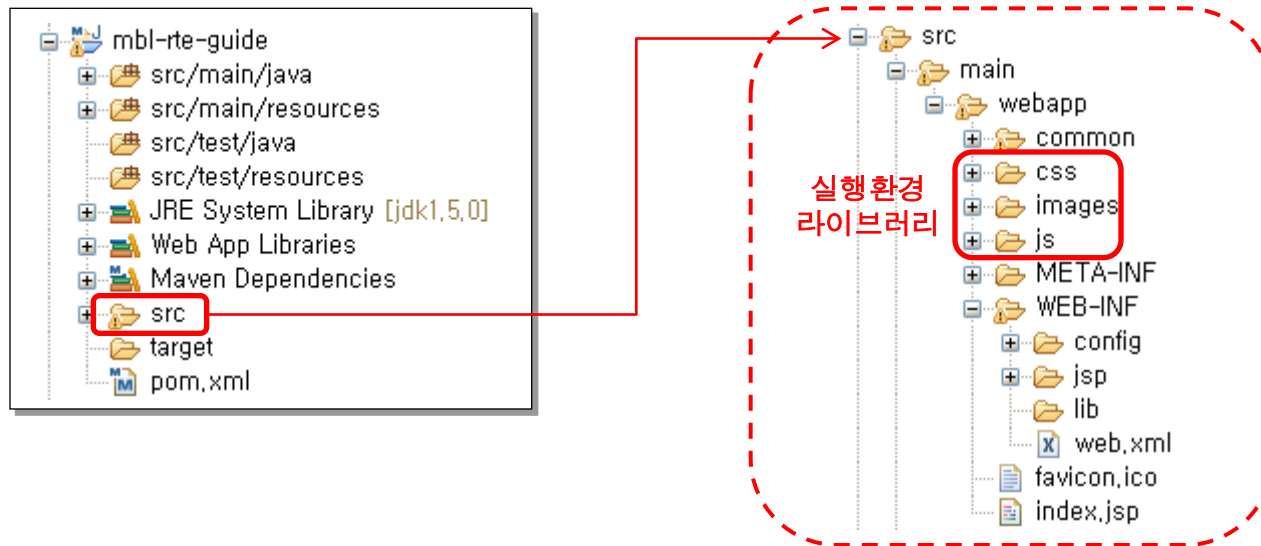 mbl-rte-guide
src/main/java
src/main/resources
src/test/java
src/test/resources
JRE System Library [jdk1,5,0]
Web App Libraries
Maven Dependencies
src
target
pom,xml
src
main
webapp
common
css
images
js
META-INF
WEB-INF
config
jsp
lib
web,xml
favicon,ico
index,jsp
실행환경
라이브러리